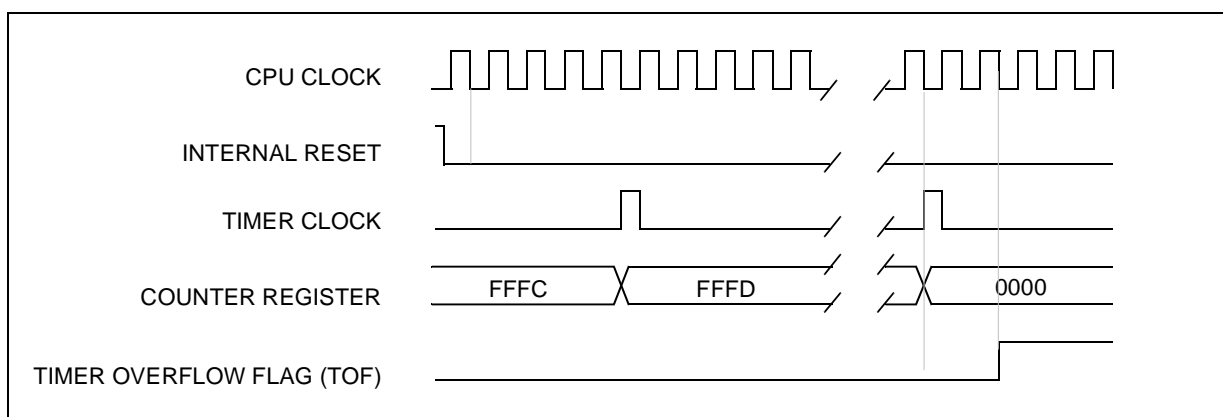 CPU CLOCK
INTERNAL RESET
TIMER CLOCK
COUNTER REGISTER
FFFC
FFFD
0000
TIMER OVERFLOW FLAG (TOF)